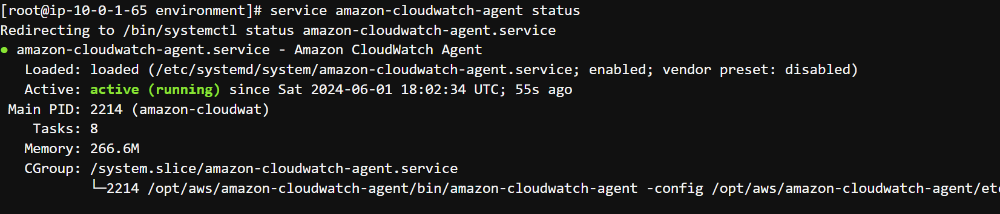 [root@ip-10-0-1-65 environment]# service amazon-cloudwatch-agent status
Redirecting to /bin/systemctl status amazon-cloudwatch-agent.service
● amazon-cloudwatch-agent.service - Amazon CloudWatch Agent
Loaded: loaded (/etc/systemd/system/amazon-cloudwatch-agent.service; enabled; vendor preset: disabled)
Active: active (running) since Sat 2024-06-01 18:02:34 UTC; 55s ago
Main PID: 2214 (amazon-cloudwat)
Tasks: 8
Memory: 266.6M
CGroup: /system.slice/amazon-cloudwatch-agent.service
└─2214 /opt/aws/amazon-cloudwatch-agent/bin/amazon-cloudwatch-agent -config /opt/aws/amazon-cloudwatch-agent/etc